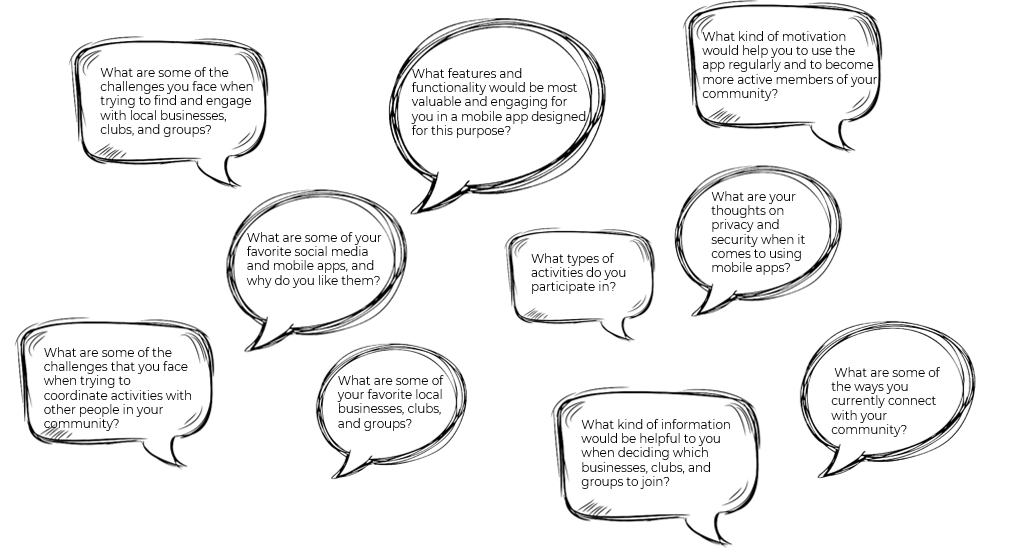 What are some of the
challenges you face when
trying to find and engage
with local businesses,
clubs, and groups?
What features and
functionality would be most
valuable and engaging for
you in a mobile app designed
for this purpose?
What kind of motivation
would help you to use the
app regularly and to become
more active members of your
community?
What are some of your
favorite social media
and mobile apps, and
why do you like them?
What types of
activities do you
participate in?
What are your
thoughts on
privacy and
security when it
comes to using
mobile apps?
What are some of the
challenges that you face
when trying to
coordinate activities with
other people in your
community?
What are some of
your favorite local
businesses, clubs,
and groups?
What kind of information
would be helpful to you
when deciding which
businesses, clubs, and
groups to join?
What are some of
the ways you
currently connect
with your
community?